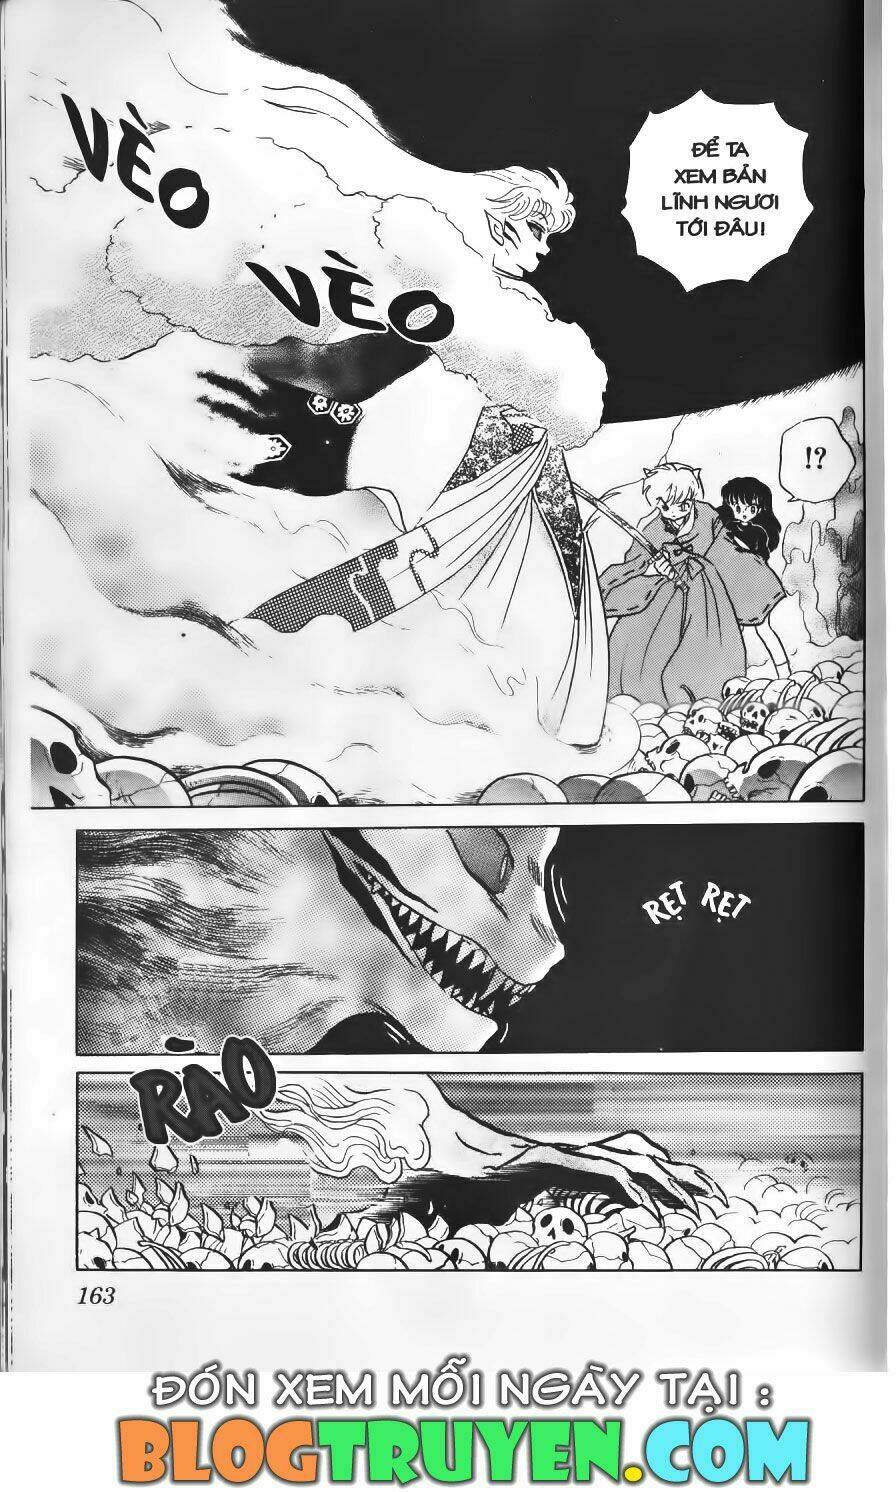 VÈO
VÈO
ĐỂ TA
XEM BẢN
LĨNH NGƯƠI
TỚI ĐÂU!
!?
RẸT RẸT
RÀO
163
ĐÓN XEM MỖI NGÀY TẠI :
BLOGTRUYEN.COM